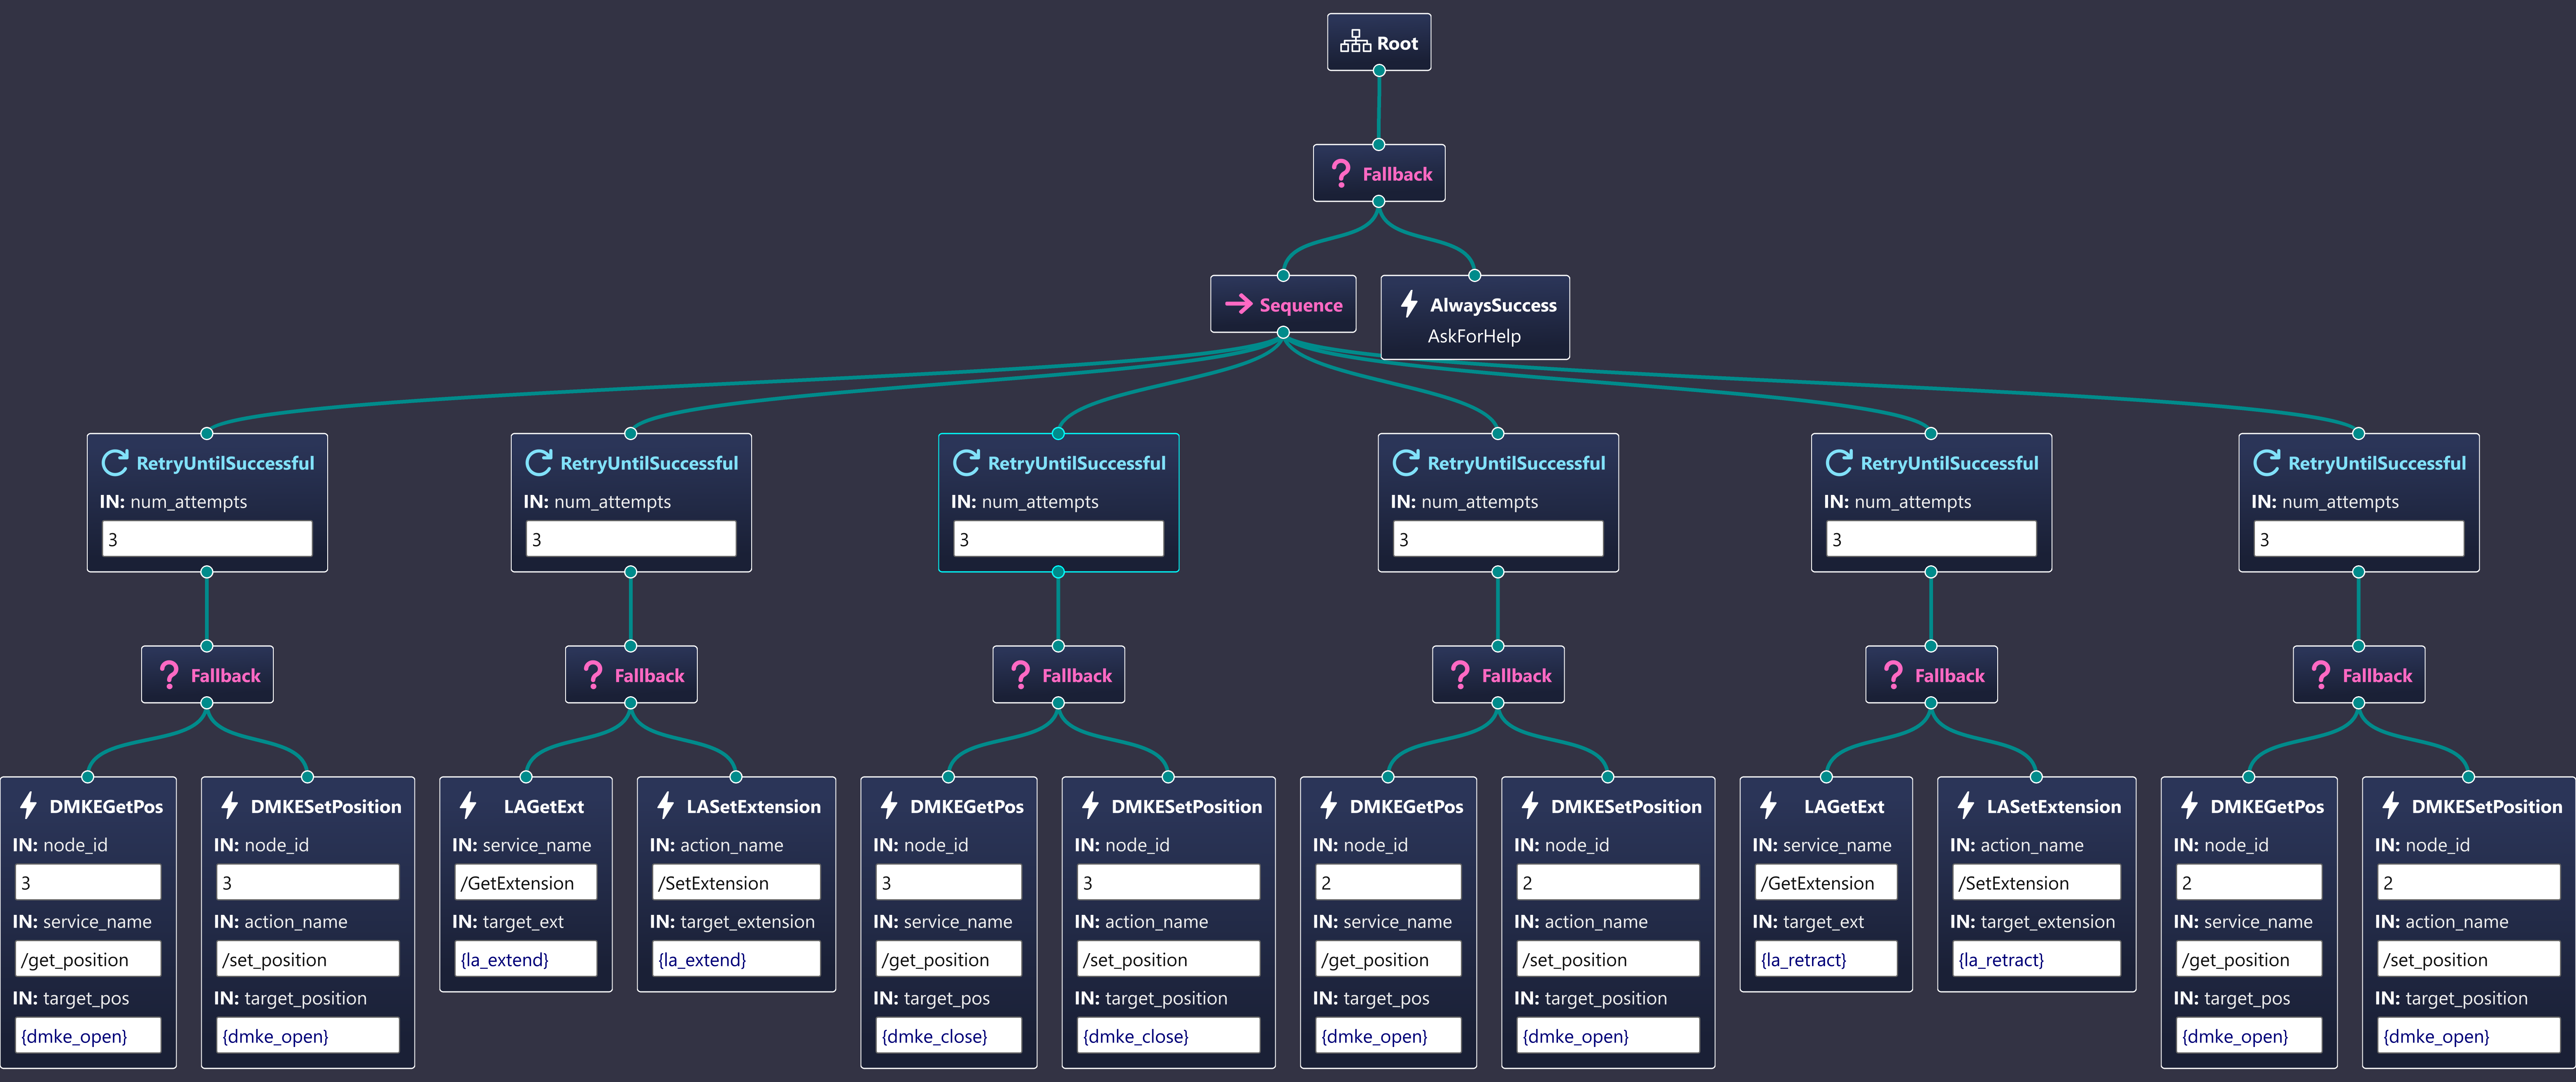 Root
Fallback
Sequence
AlwaysSuccess
AskForHelp
RetryUntilSuccessful
IN: num_attempts
3
RetryUntilSuccessful
IN: num_attempts
3
RetryUntilSuccessful
IN: num_attempts
3
RetryUntilSuccessful
IN: num_attempts
3
RetryUntilSuccessful
IN: num_attempts
3
RetryUntilSuccessful
IN: num_attempts
3
? Fallback
? Fallback
? Fallback
? Fallback
? Fallback
? Fallback
DMKEGetPos
IN: node_id
3
IN: service_name
/get_position
IN: target_pos
{dmke_open}
DMKESetPosition
IN: node_id
3
IN: action_name
/set_position
IN: target_position
{dmke_open}
LAGetExt
IN: service_name
/GetExtension
IN: target_ext
{la_extend}
LASetExtension
IN: action_name
/SetExtension
IN: target_extension
{la_extend}
DMKEGetPos
IN: node_id
3
IN: service_name
/get_position
IN: target_pos
{dmke_close}
DMKESetPosition
IN: node_id
3
IN: action_name
/set_position
IN: target_position
{dmke_close}
DMKEGetPos
IN: node_id
2
IN: service_name
/get_position
IN: target_pos
{dmke_open}
DMKESetPosition
IN: node_id
2
IN: action_name
/set_position
IN: target_position
{dmke_open}
LAGetExt
IN: service_name
/GetExtension
IN: target_ext
{la_retract}
LASetExtension
IN: action_name
/SetExtension
IN: target_extension
{la_retract}
DMKEGetPos
IN: node_id
2
IN: service_name
/get_position
IN: target_pos
{dmke_open}
DMKESetPosition
IN: node_id
2
IN: action_name
/set_position
IN: target_position
{dmke_open}